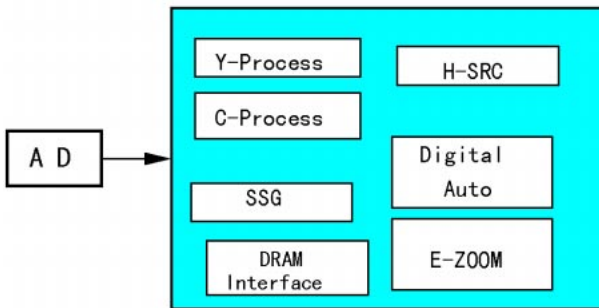 A D
Y-Process
C-Process
SSG
DRAM
Interface
H-SRC
Digital
Auto
E-ZOOM